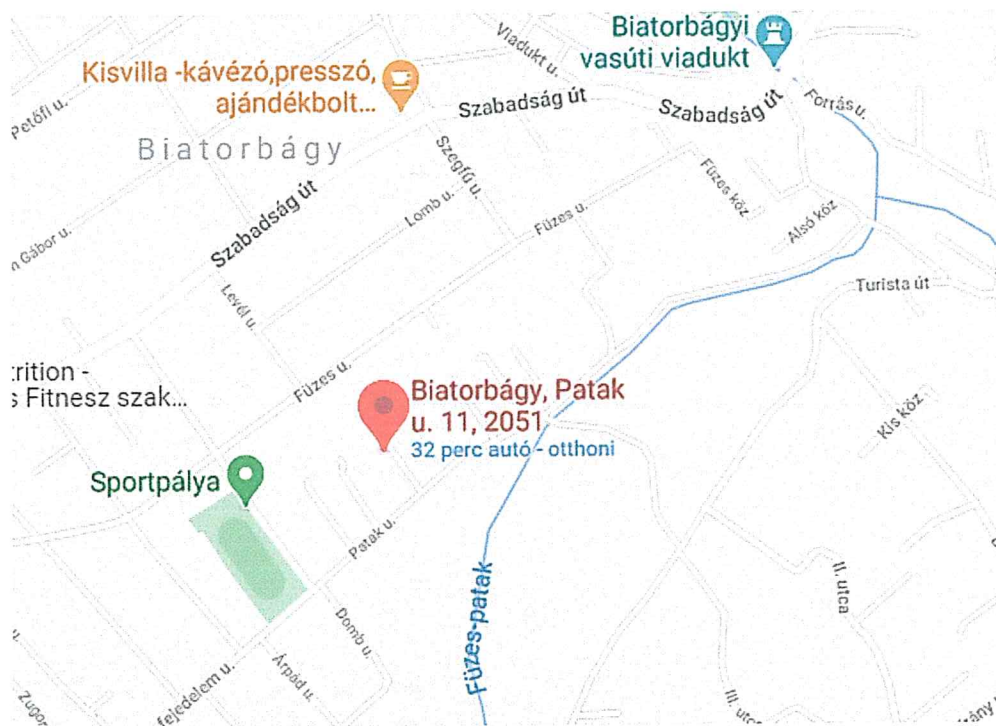 Biatorbágyi
vasúti viadukt
Viadukt u.
Kisvilla -kávézó,presszó,
ajándékbolt...
Petőfi u.
Szabadság út
Szabadság út
Forrás u.
Biatorbágy
Szegfű u.
Füzes köz
Lomb u.
Füzes u.
Alsó köz
Szabadság út
n Gábor u.
Turista út
Levél u.
trition -
s Fitnesz szak...
Füzes u.
Biatorbágy, Patak
u. 11, 2051
32 perc autó - otthoni
Kis köz
Sportpálya
Patak u.
II. utca
Füzes-patak
Domb u.
Árpád u.
fejedelem u.
Zugor
III. utca